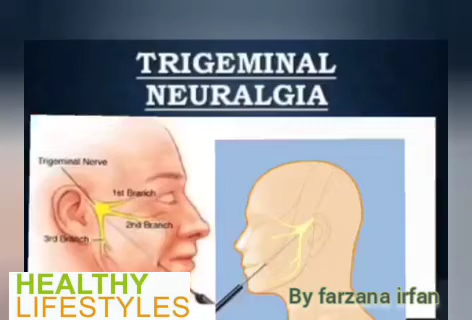 TRIGEMINAL
NEURALGIA
Trigeminal Nerve
1st Branch
2nd Branch
3rd Branch
HEALTHY
LIFESTYLES
By farzana irfan